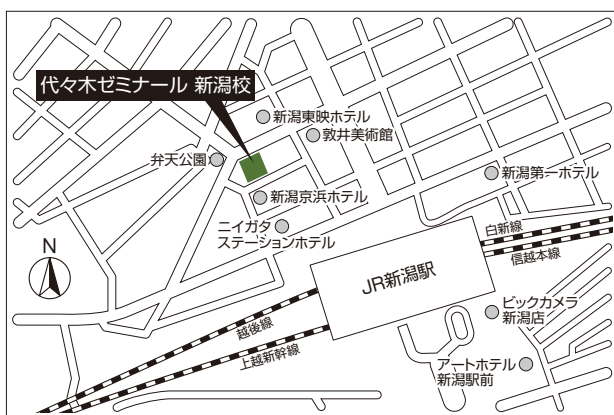 代々木ゼミナール 新潟校
新潟東映ホテル
敦井美術館
弁天公園
新潟第一ホテル
新潟京浜ホテル
ニイガタ
ステーションホテル
白新線
信越本線
N
JR新潟駅
ビックカメラ
新潟店
越後線
上越新幹線
アートホテル
新潟駅前